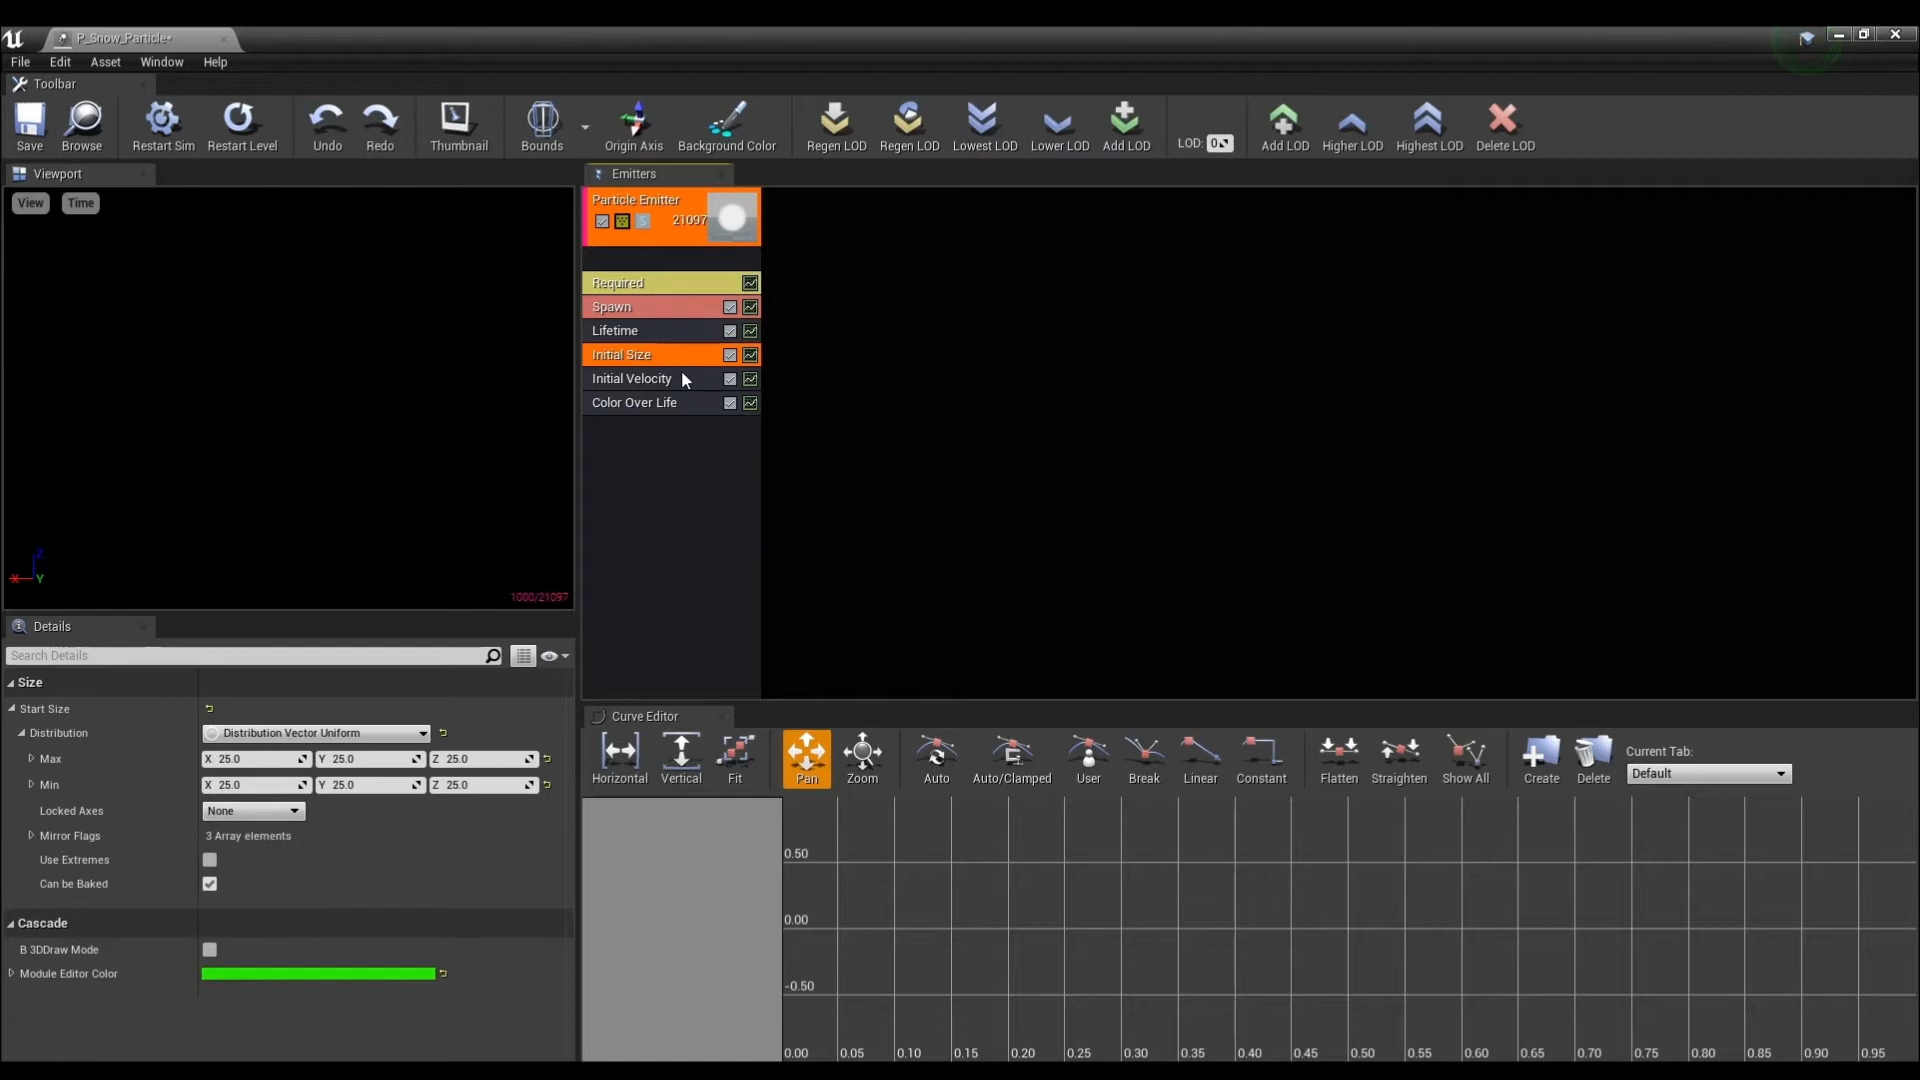 P_Snow_Particle*
File Edit Asset Window Help
Toolbar
Save Browse Restart Sim Restart Level Undo Redo Thumbnail Bounds Origin Axis Background Color Regen LOD Regen LOD Lowest LOD Lower LOD Add LOD LOD: 0 Add LOD Higher LOD Highest LOD Delete LOD
Viewport
View Time
Z
X Y
1000/21097
Emitters
Particle Emitter
S 21097
Required
Spawn
Lifetime
Initial Size
Initial Velocity
Color Over Life
Details
Search Details
Size
Start Size
Distribution Distribution Vector Uniform
Max X 25.0 Y 25.0 Z 25.0
Min X 25.0 Y 25.0 Z 25.0
Locked Axes None
Mirror Flags 3 Array elements
Use Extremes
Can be Baked
Cascade
B 3DDraw Mode
Module Editor Color
Curve Editor
Horizontal Vertical Fit Pan Zoom Auto Auto/Clamped User Break Linear Constant Flatten Straighten Show All Create Delete
Current Tab:
Default
0.50
0.00
-0.50
0.00 0.05 0.10 0.15 0.20 0.25 0.30 0.35 0.40 0.45 0.50 0.55 0.60 0.65 0.70 0.75 0.80 0.85 0.90 0.95